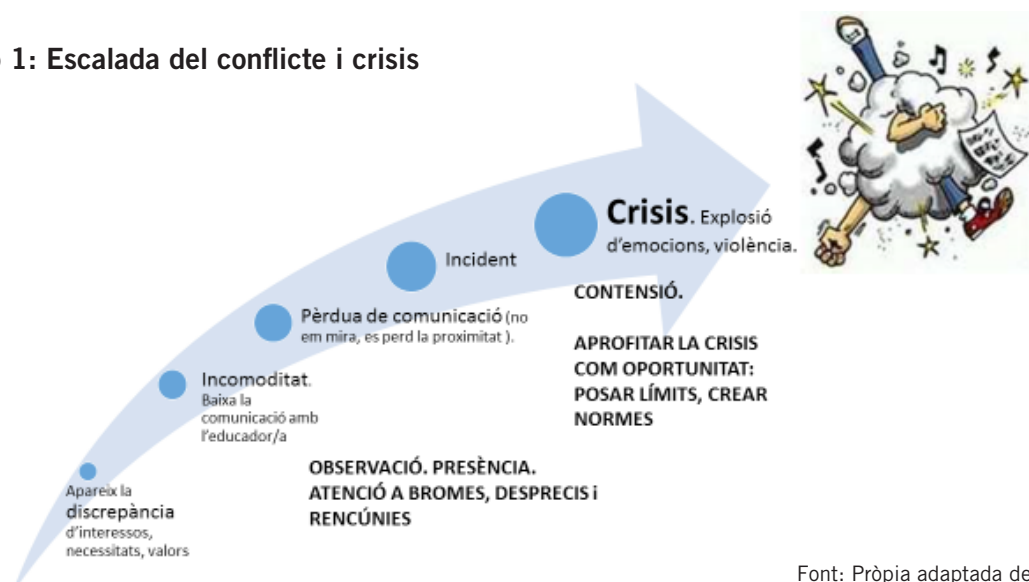 1: Escalada del conflicte i crisis
Crisis. Explosió
d'emocions, violència.
Incident
CONTENSIÓ.
Pèrdua de comunicació (no
em mira, es perd la proximitat ).
APROFITAR LA CRISIS
COM OPORTUNITAT:
POSAR LÍMITS, CREAR
NORMES
Incomoditat.
Baixa la
comunicació amb
l'educador/a
OBSERVACIÓ. PRESÈNCIA.
ATENCIÓ A BROMES, DESPRECIS i
RENCÚNIES
Apareix la
discrepància
d'interessos,
necessitats, valors
Font: Pròpia adaptada de